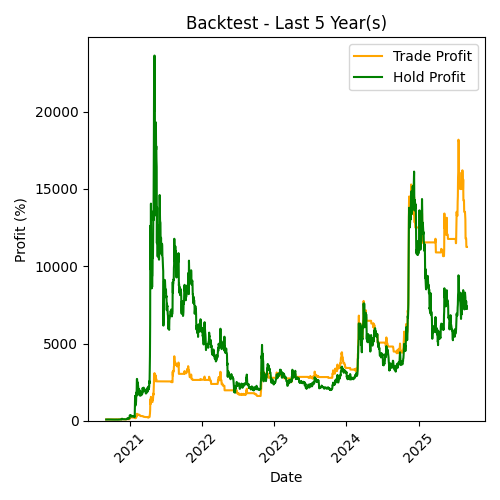 Backtest - Last 5 Year(s)
Trade Profit
Hold Profit
Profit (%)
20000
15000
10000
5000
0
2021
2022
2023
2024
2025
Date